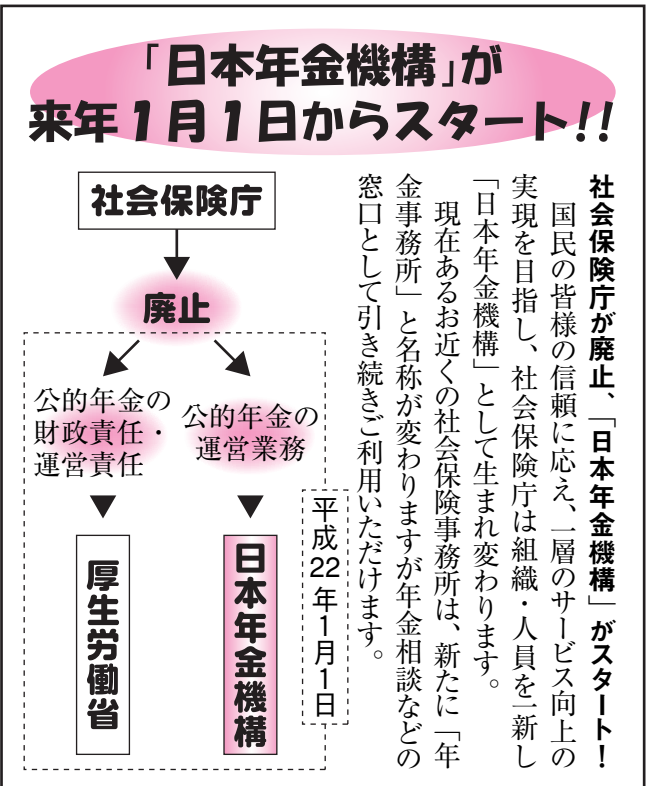 「日本年金機構」が
来年１月１日からスタート!!
社会保険庁が廃止、「日本年金機構」がスタート！
国民の皆様の信頼に応え、一層のサービス向上の
実現を目指し、社会保険庁は組織・人員を一新し
「日本年金機構」として生まれ変わります。
現在あるお近くの社会保険事務所は、新たに「年
金事務所」と名称が変わりますが年金相談などの
窓口として引き続きご利用いただけます。
社会保険庁
廃止
公的年金の
財政責任・
運営責任
公的年金の
運営業務
厚生労働省
日本年金機構
平成22年1月1日